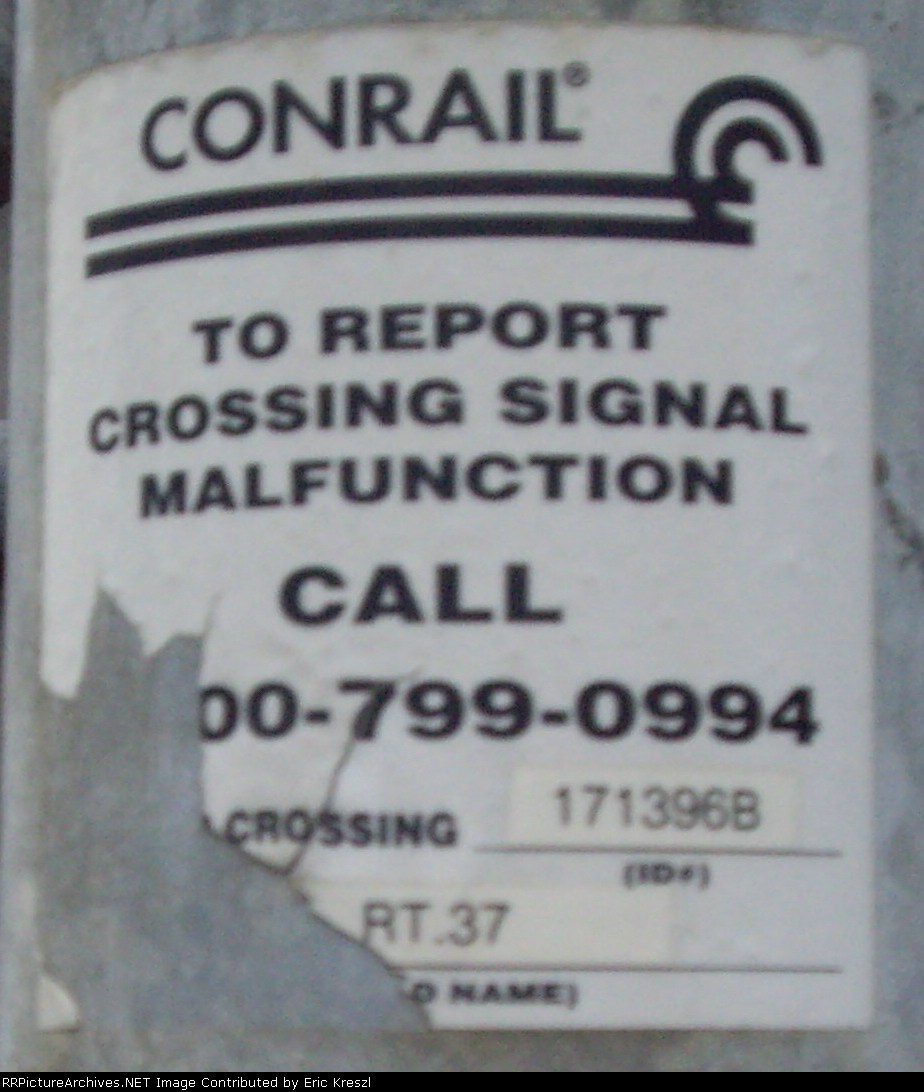 CONRAIL®
TO REPORT
CROSSING SIGNAL
MALFUNCTION
CALL
00-799-0994
CROSSING 171396B
(ID#)
RT.37
NAME)
RRPictureArchives.NET Image Contributed by Eric Kreszl